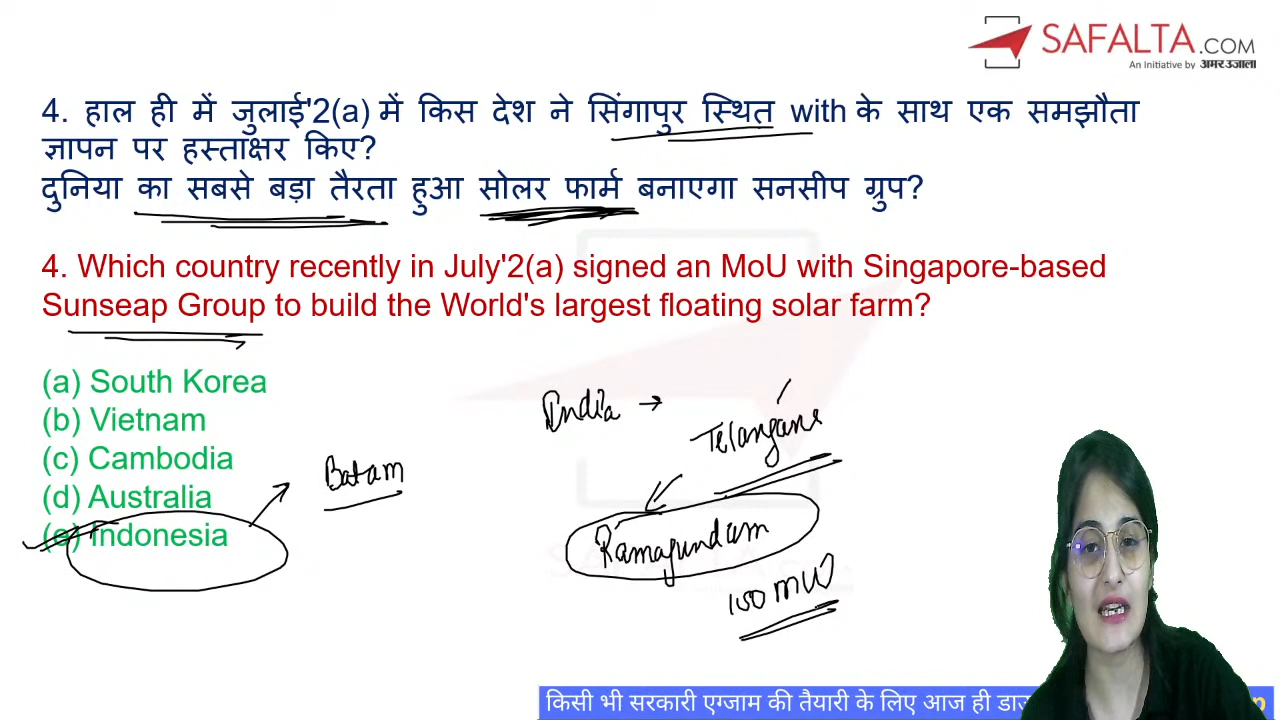 SAFALTA.COM
An Initiative by अमर उजाला
4. हाल ही में जुलाई'2(a) में किस देश ने सिंगापुर स्थित with के साथ एक समझौता
ज्ञापन पर हस्ताक्षर किए?
दुनिया का सबसे बड़ा तैरता हुआ सोलर फार्म बनाएगा सनसीप ग्रुप?
4. Which country recently in July'2(a) signed an MoU with Singapore-based
Sunseap Group to build the World's largest floating solar farm?
(a) South Korea
(b) Vietnam
(c) Cambodia
(d) Australia
(e) Indonesia
Batam
India →
Telangana
Ramagundam
100 MW
किसी भी सरकारी एग्जाम की तैयारी के लिए आज ही